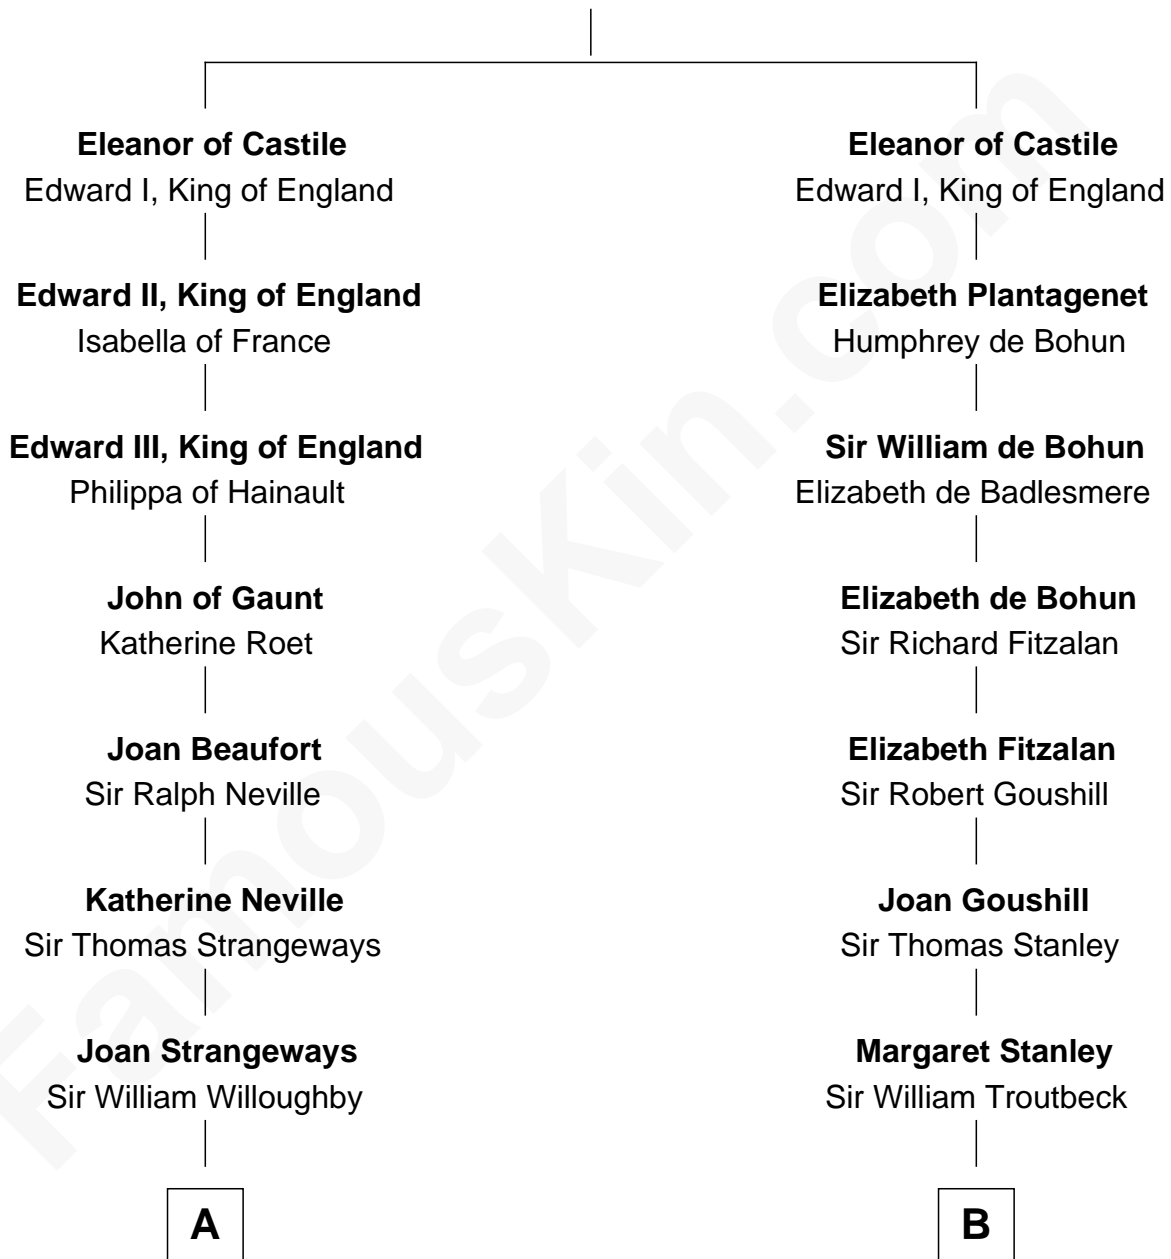 Eleanor of Castile
Edward I, King of England
Edward II, King of England
Isabella of France
Edward III, King of England
Philippa of Hainault
John of Gaunt
Katherine Roet
Joan Beaufort
Sir Ralph Neville
Katherine Neville
Sir Thomas Strangeways
Joan Strangeways
Sir William Willoughby
A
Eleanor of Castile
Edward I, King of England
Elizabeth Plantagenet
Humphrey de Bohun
Sir William de Bohun
Elizabeth de Badlesmere
Elizabeth de Bohun
Sir Richard Fitzalan
Elizabeth Fitzalan
Sir Robert Goushill
Joan Goushill
Sir Thomas Stanley
Margaret Stanley
Sir William Troutbeck
B
FamousKin.com